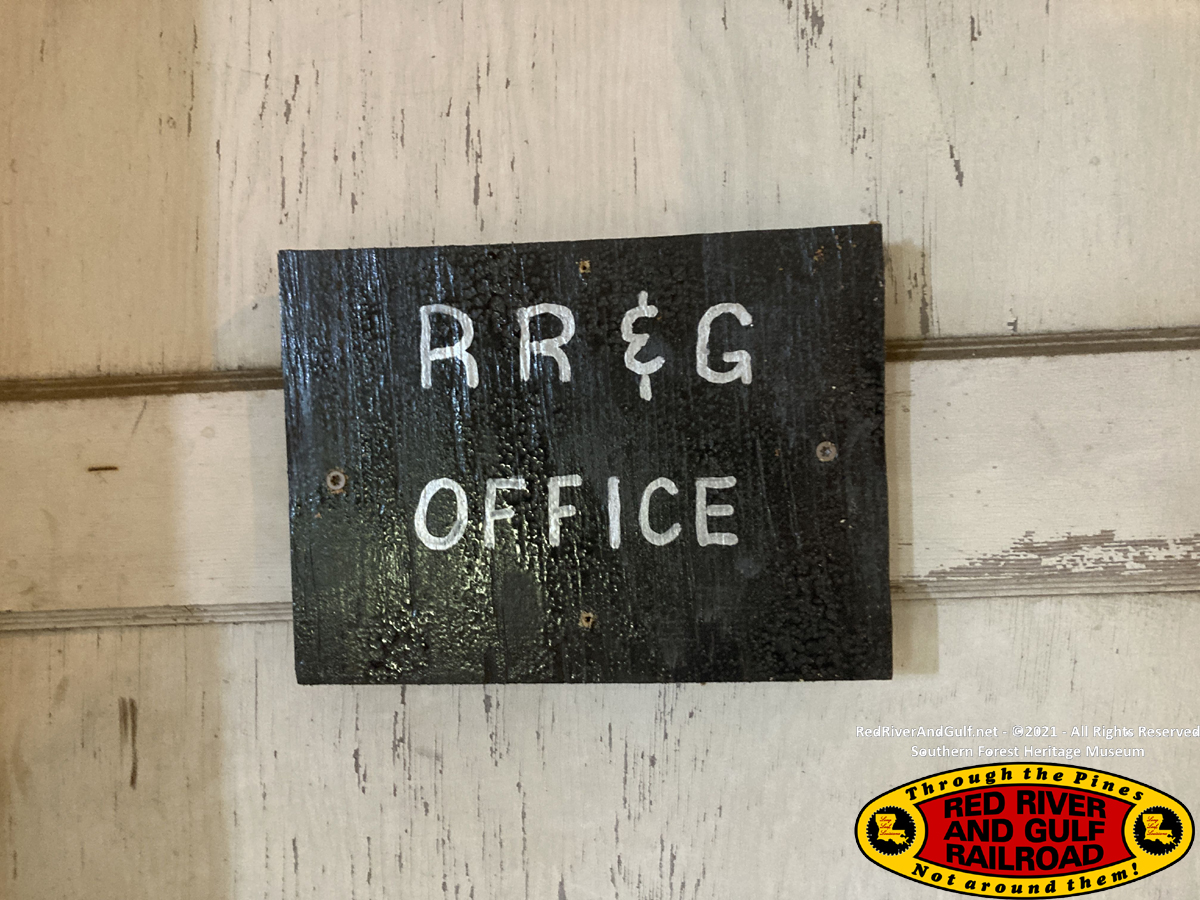 RR&G
OFFICE
RedRiverAndGulf.net - ©2021 - All Rights Reserved
Southern Forest Heritage Museum
Through the Pines
RED RIVER
AND GULF
RAILROAD
Not around them!